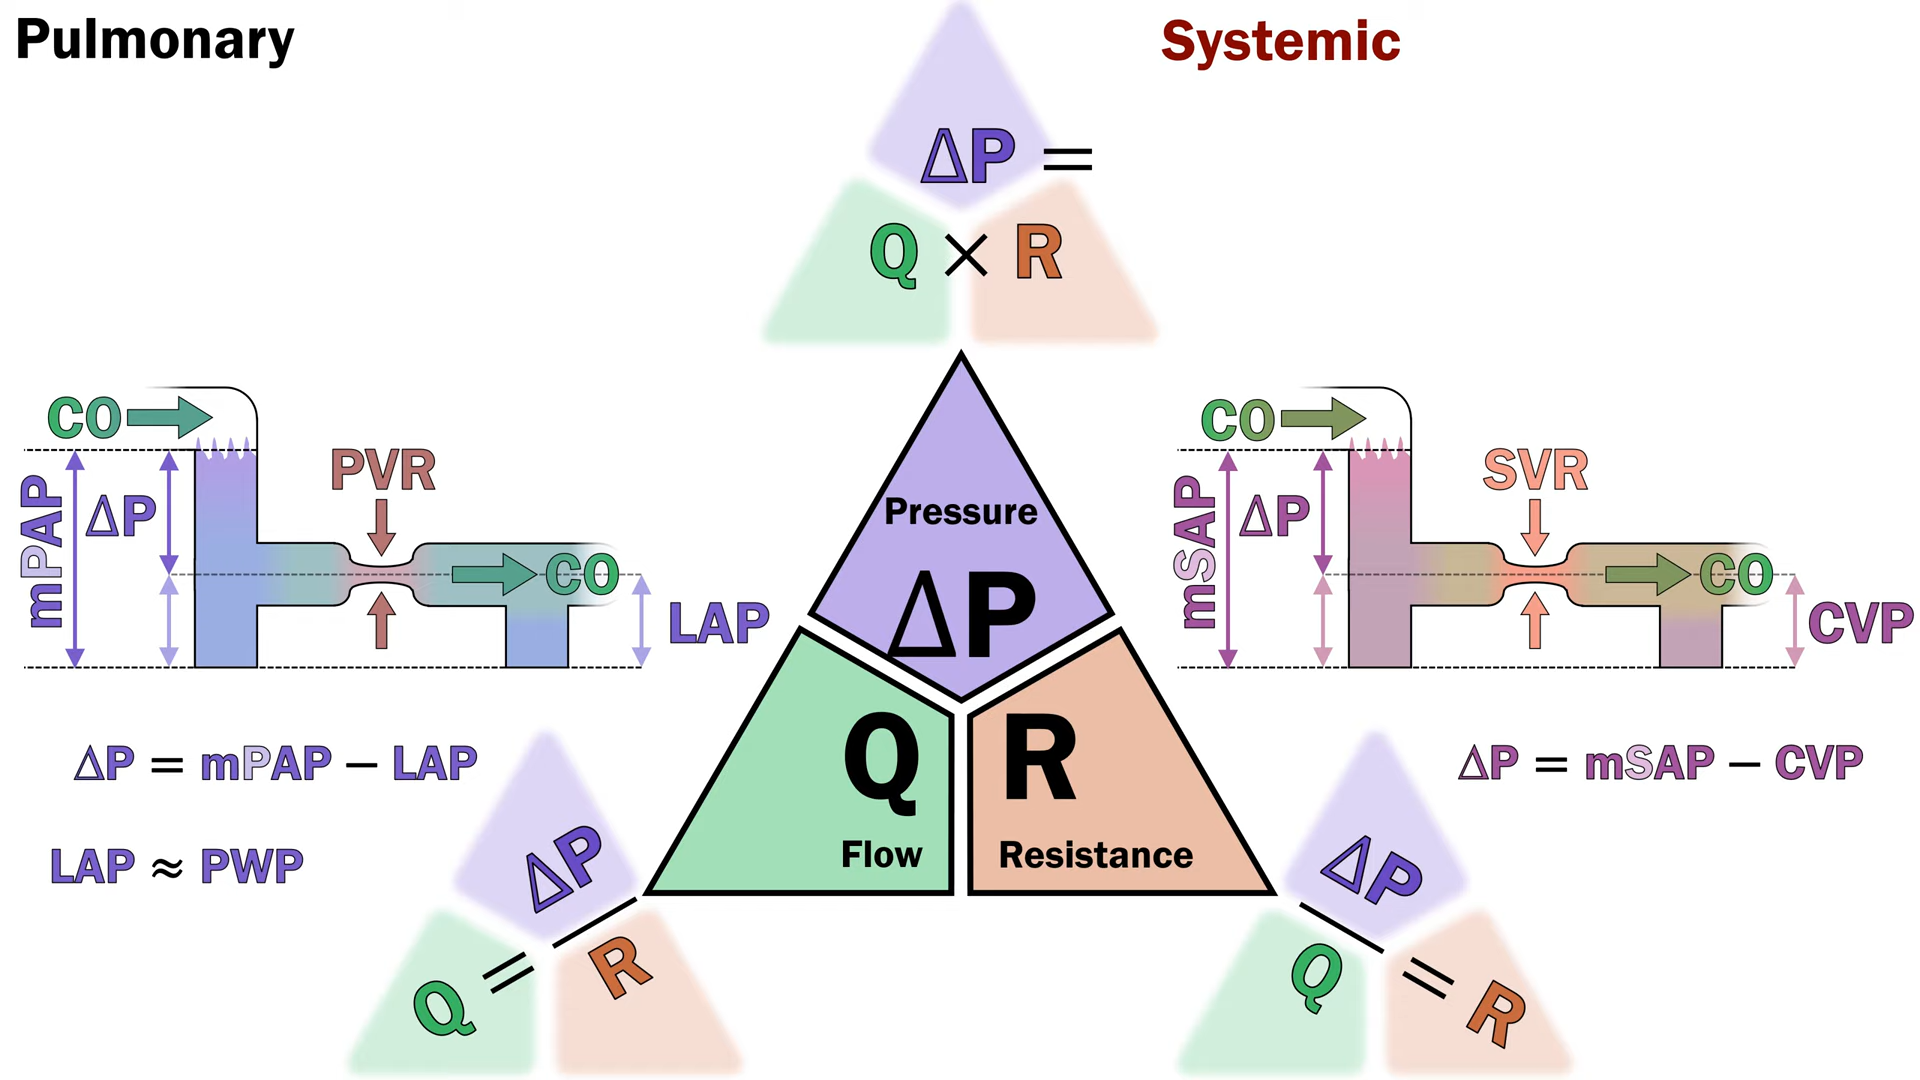 Pulmonary
Systemic
ΔP =
Q × R
CO
mPAP
ΔP
PVR
CO
LAP
ΔP = mPAP − LAP
LAP ≈ PWP
Pressure
ΔP
Q
Flow
R
Resistance
CO
mSAP
ΔP
SVR
CO
CVP
ΔP = mSAP − CVP
Q = ΔP
R
ΔP
Q = R